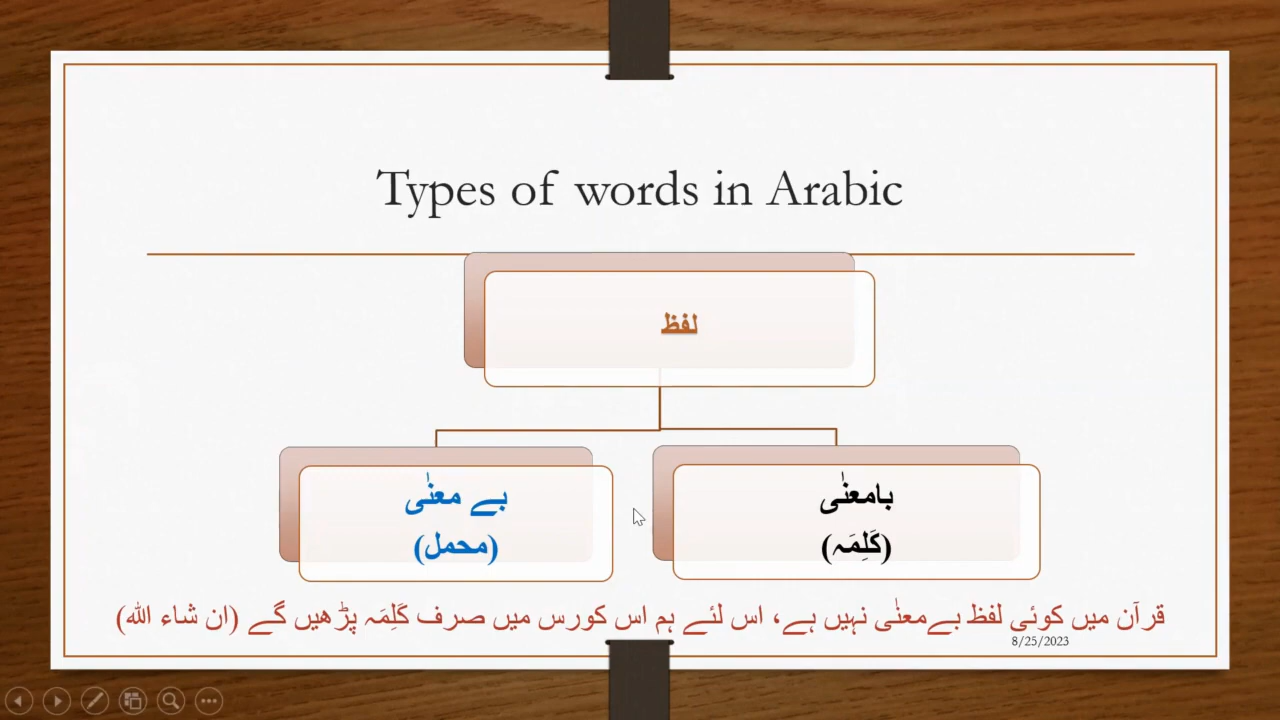 Types of words in Arabic
لفظ
بامعنٰی
(كَلِمَہ)
بے معنٰی
(محمل)
قرآن میں کوئی لفظ بےمعنٰی نہیں ہے، اس لئے ہم اس کورس میں صرف کَلِمَہ پڑھیں گے (ان شاء اللہ)
8/25/2023